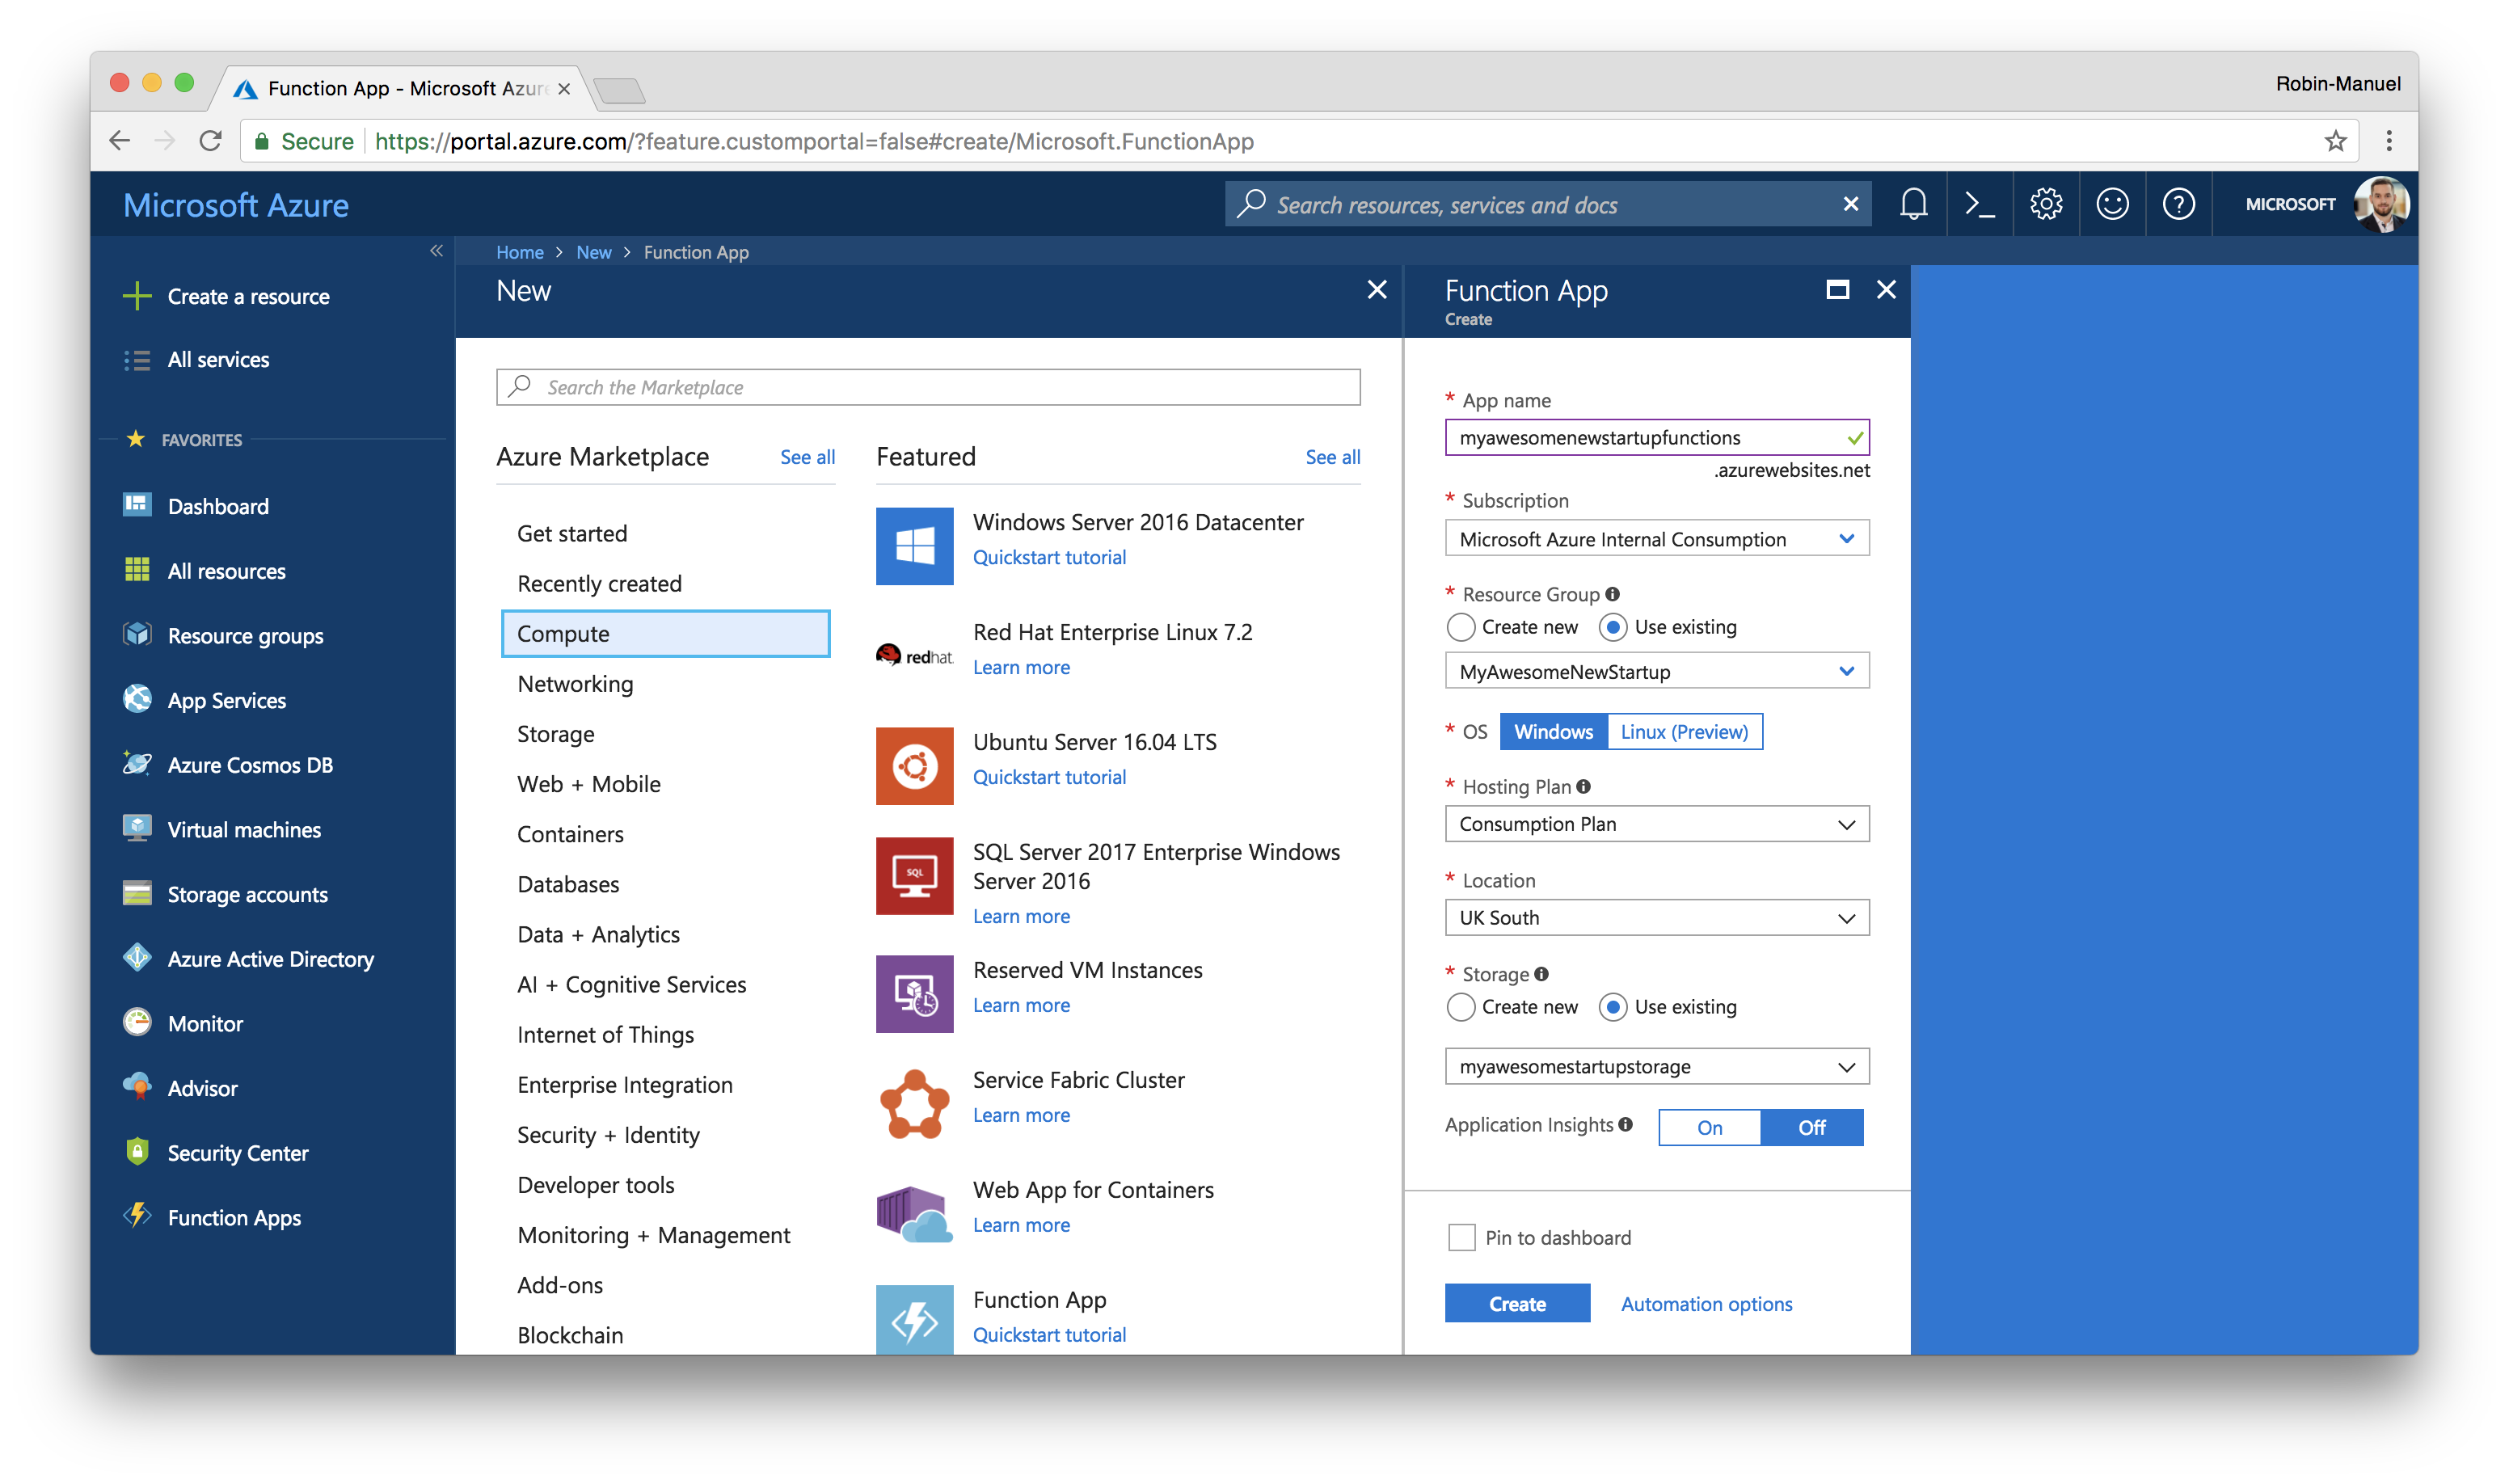 Function App - Microsoft Azure
Robin-Manuel
Secure
https://portal.azure.com/?feature.customportal=false#create/Microsoft.FunctionApp
Microsoft Azure
Search resources, services and docs
MICROSOFT
Home > New > Function App
Create a resource
All services
FAVORITES
Dashboard
All resources
Resource groups
App Services
Azure Cosmos DB
Virtual machines
Storage accounts
Azure Active Directory
Monitor
Advisor
Security Center
Function Apps
New
Search the Marketplace
Azure Marketplace
See all
Get started
Recently created
Compute
Networking
Storage
Web + Mobile
Containers
Databases
Data + Analytics
AI + Cognitive Services
Internet of Things
Enterprise Integration
Security + Identity
Developer tools
Monitoring + Management
Add-ons
Blockchain
Featured
See all
Windows Server 2016 Datacenter
Quickstart tutorial
redhat.
Red Hat Enterprise Linux 7.2
Learn more
Ubuntu Server 16.04 LTS
Quickstart tutorial
SQL
SQL Server 2017 Enterprise Windows
Server 2016
Learn more
Reserved VM Instances
Learn more
Service Fabric Cluster
Learn more
Web App for Containers
Learn more
Function App
Quickstart tutorial
Function App
Create
* App name
myawesomenewstartupfunctions
.azurewebsites.net
* Subscription
Microsoft Azure Internal Consumption
* Resource Group
Create new Use existing
MyAwesomeNewStartup
* OS Windows Linux (Preview)
* Hosting Plan
Consumption Plan
* Location
UK South
* Storage
Create new Use existing
myawesomestartupstorage
Application Insights On Off
Pin to dashboard
Create Automation options